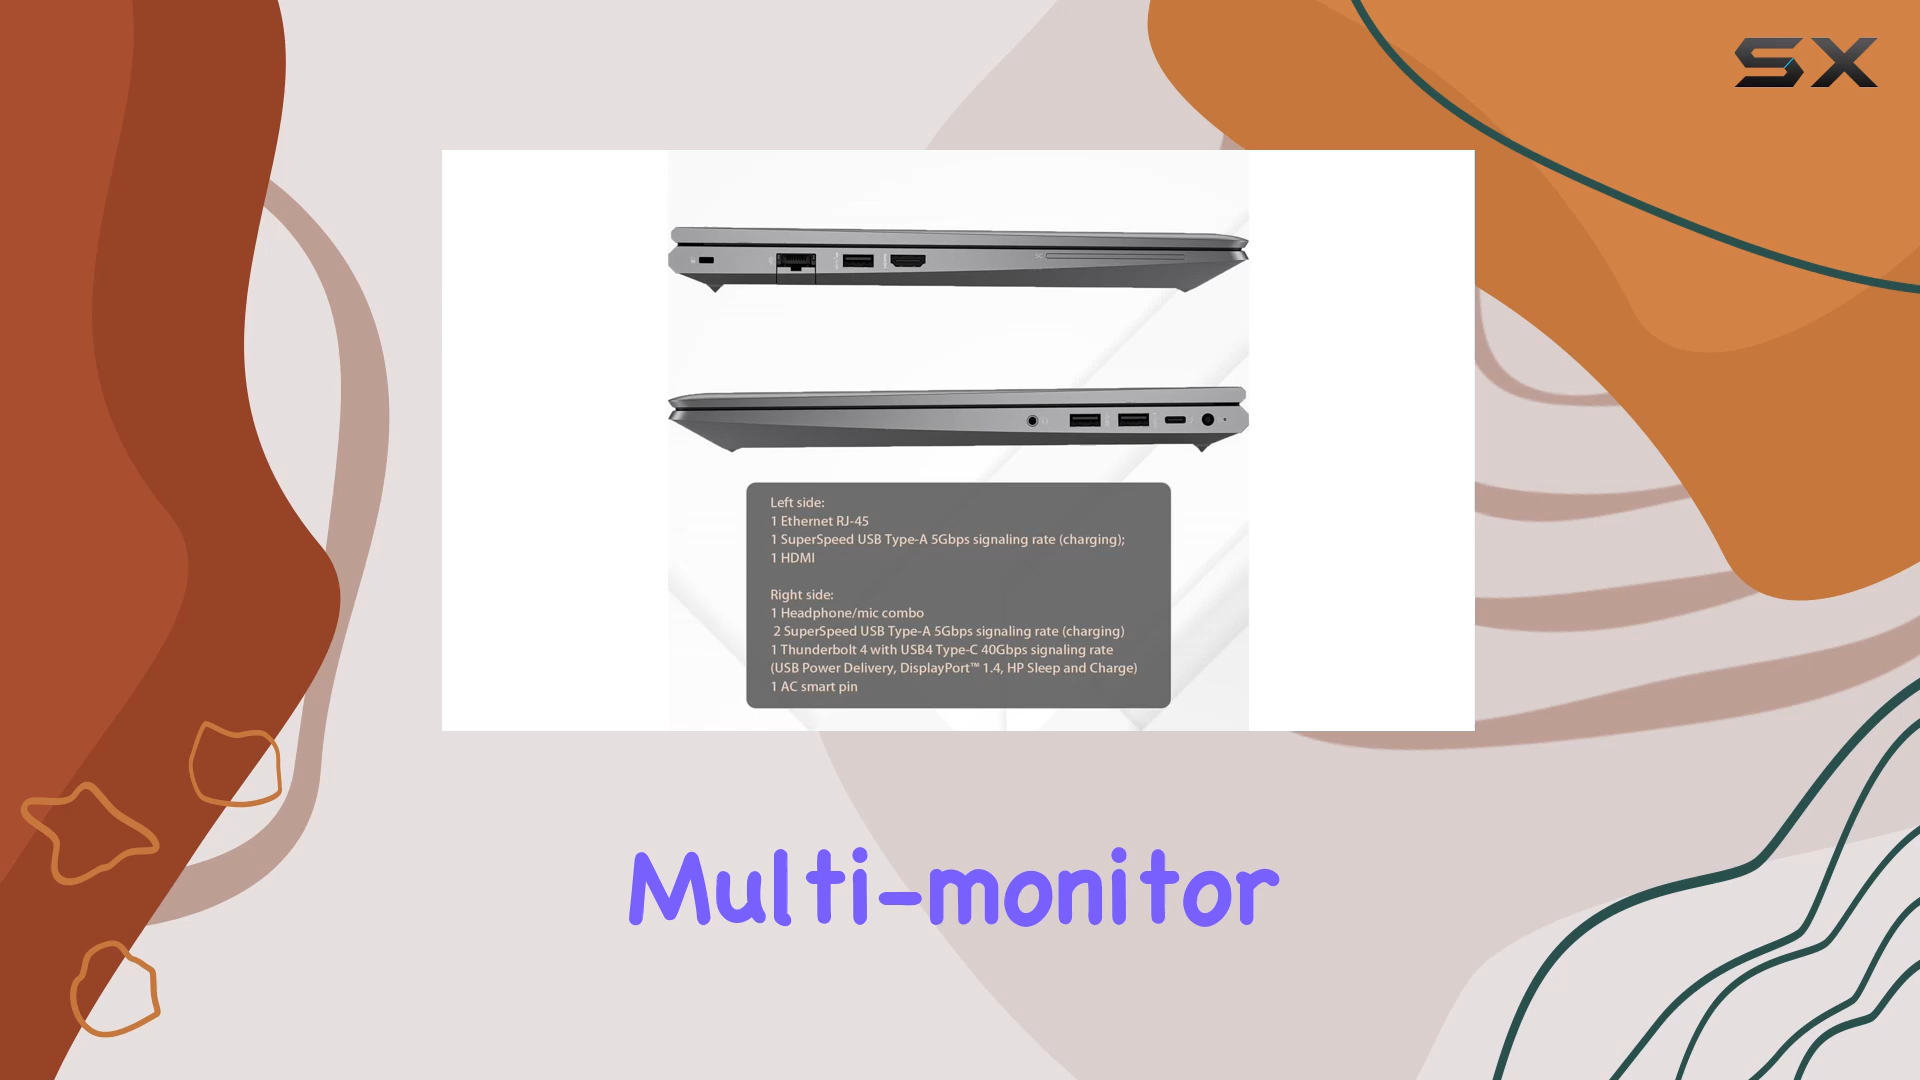 SX
Left side:
1 Ethernet RJ-45
1 SuperSpeed USB Type-A 5Gbps signaling rate (charging);
1 HDMI
Right side:
1 Headphone/mic combo
2 SuperSpeed USB Type-A 5Gbps signaling rate (charging)
1 Thunderbolt 4 with USB4 Type-C 40Gbps signaling rate
(USB Power Delivery, DisplayPort™ 1.4, HP Sleep and Charge)
1 AC smart pin
Multi-monitor